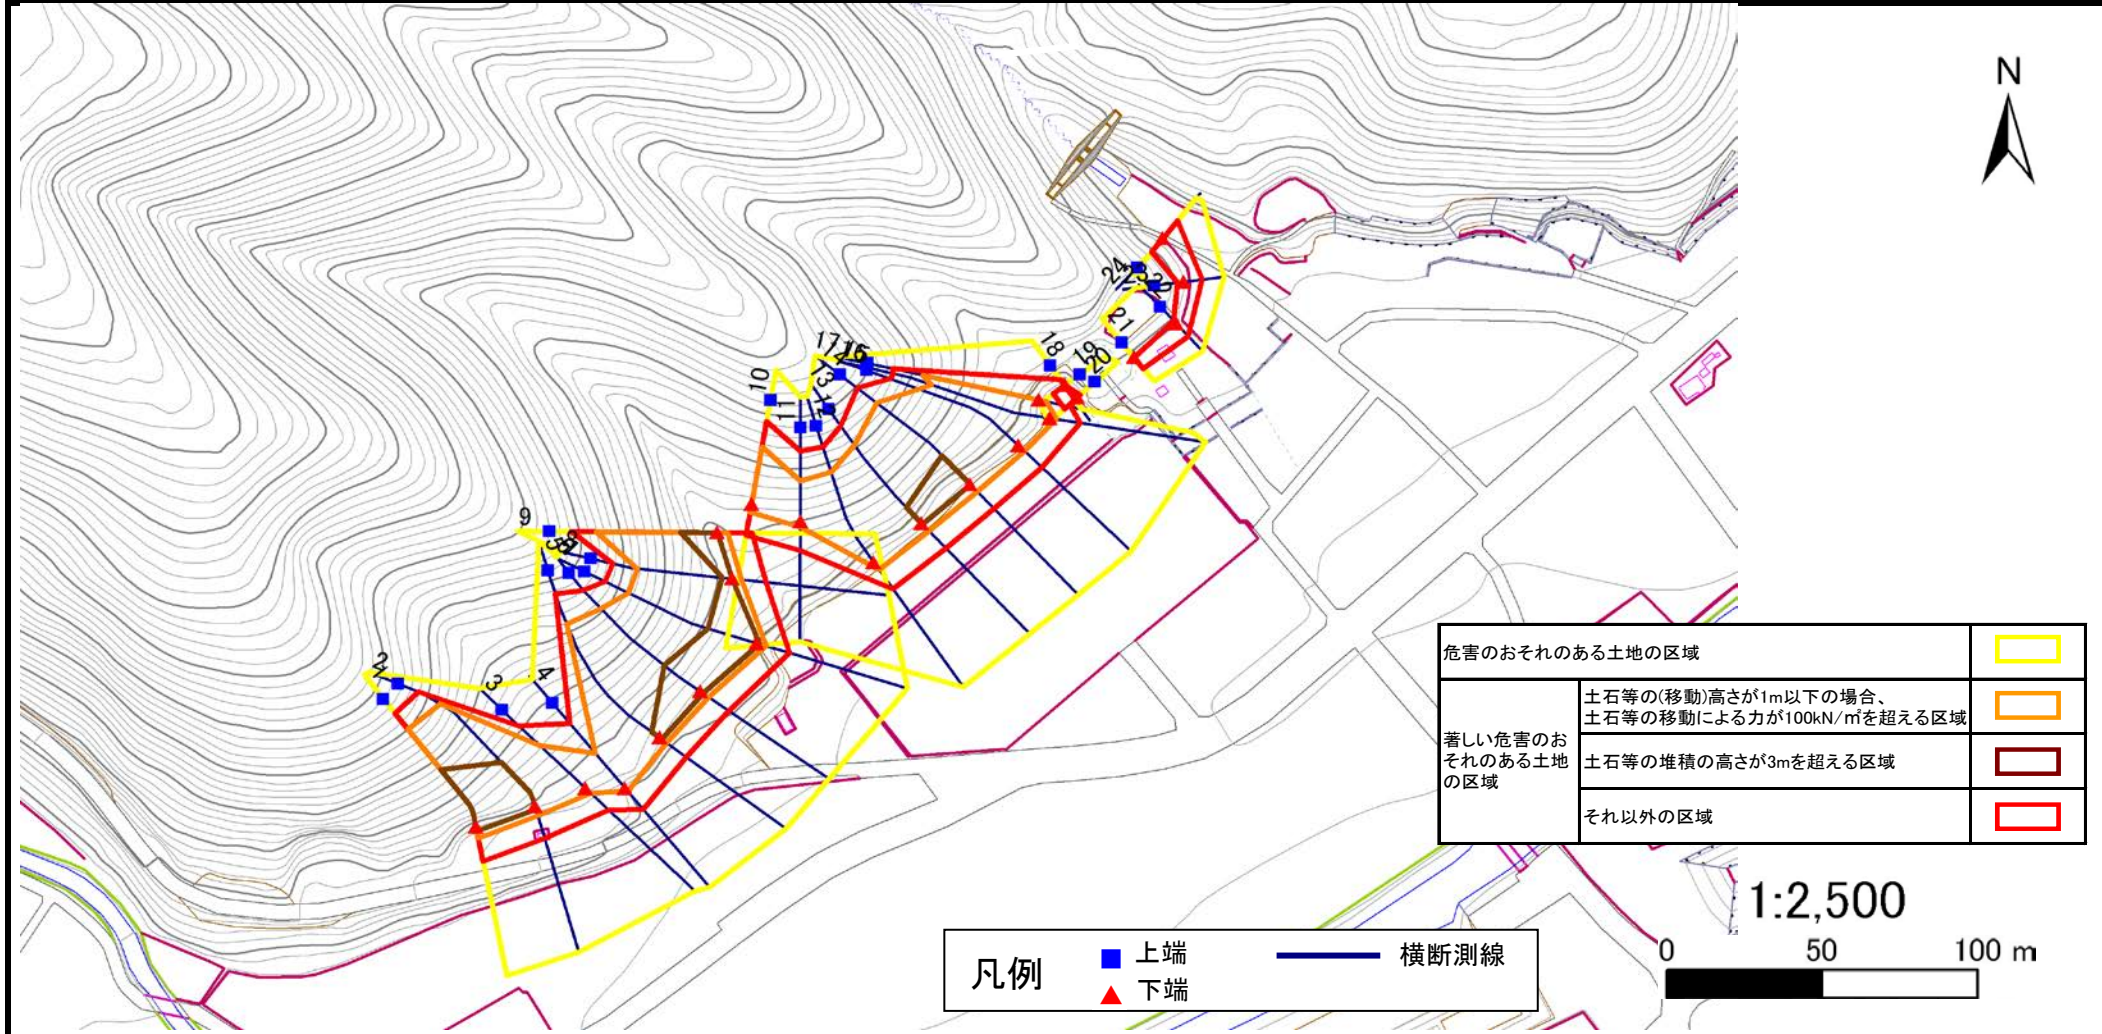 N
24
23
22
21
18
19
20
17
16
13
12
10
11
9
2
3
4
危害のおそれのある土地の区域
著しい危害のお
それのある土地
の区域
土石等の(移動)高さが1m以下の場合、
土石等の移動による力が100kN/㎡を超える区域
土石等の堆積の高さが3mを超える区域
それ以外の区域
1:2,500
0 50 100 m
凡例
上端
下端
横断測線